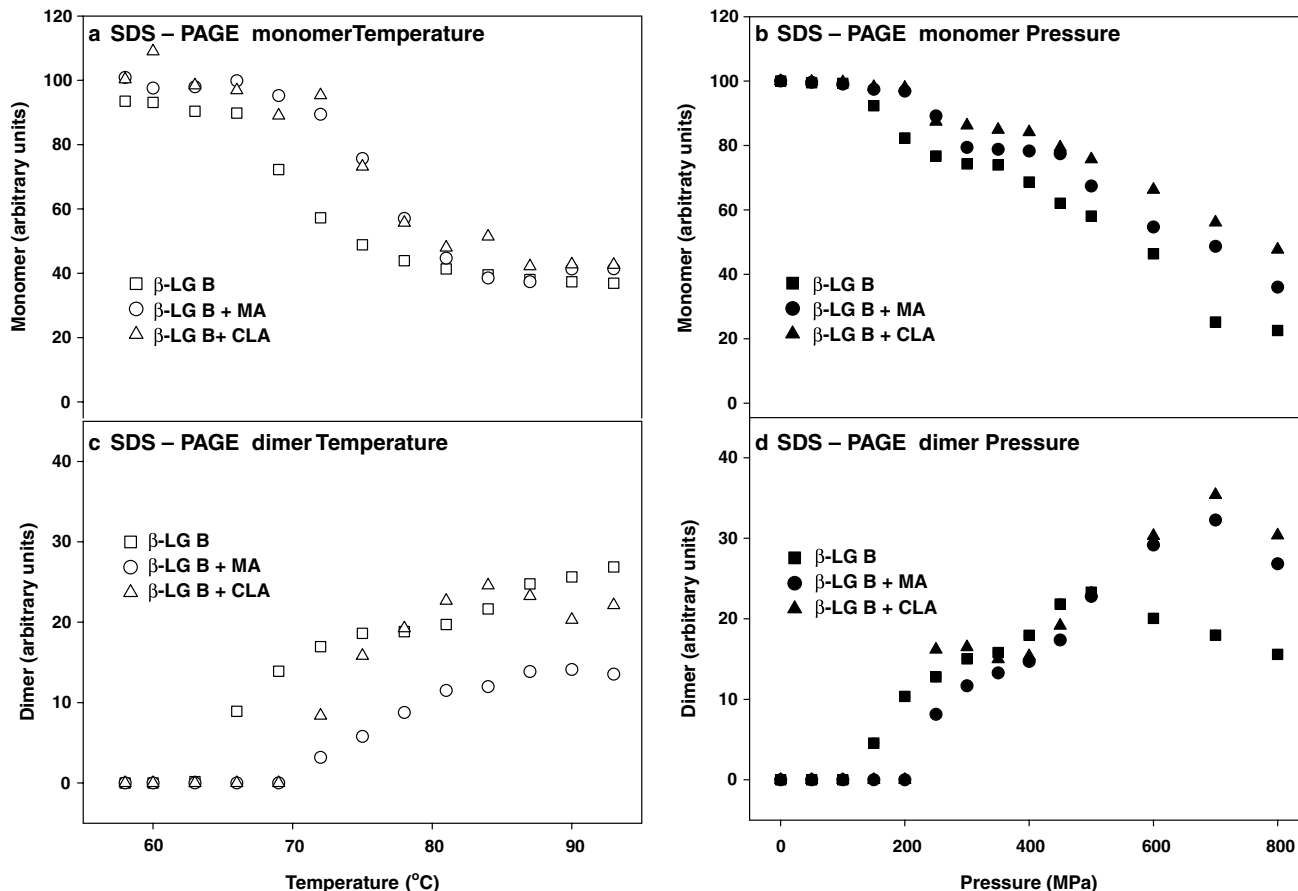 a SDS – PAGE monomerTemperature
120
100
80
60
40
20
0
Monomer (arbitrary units)
β-LG B
β-LG B + MA
β-LG B+ CLA
b SDS – PAGE monomer Pressure
120
100
80
60
40
20
0
Monomer (arbitraty units)
β-LG B
β-LG B + MA
β-LG B + CLA
c SDS – PAGE dimer Temperature
40
30
20
10
0
Dimer (arbitrary units)
β-LG B
β-LG B + MA
β-LG B + CLA
60 70 80 90
Temperature (°C)
d SDS – PAGE dimer Pressure
40
30
20
10
0
Dimer (arbitrary units)
β-LG B
β-LG B + MA
β-LG B + CLA
0 200 400 600 800
Pressure (MPa)